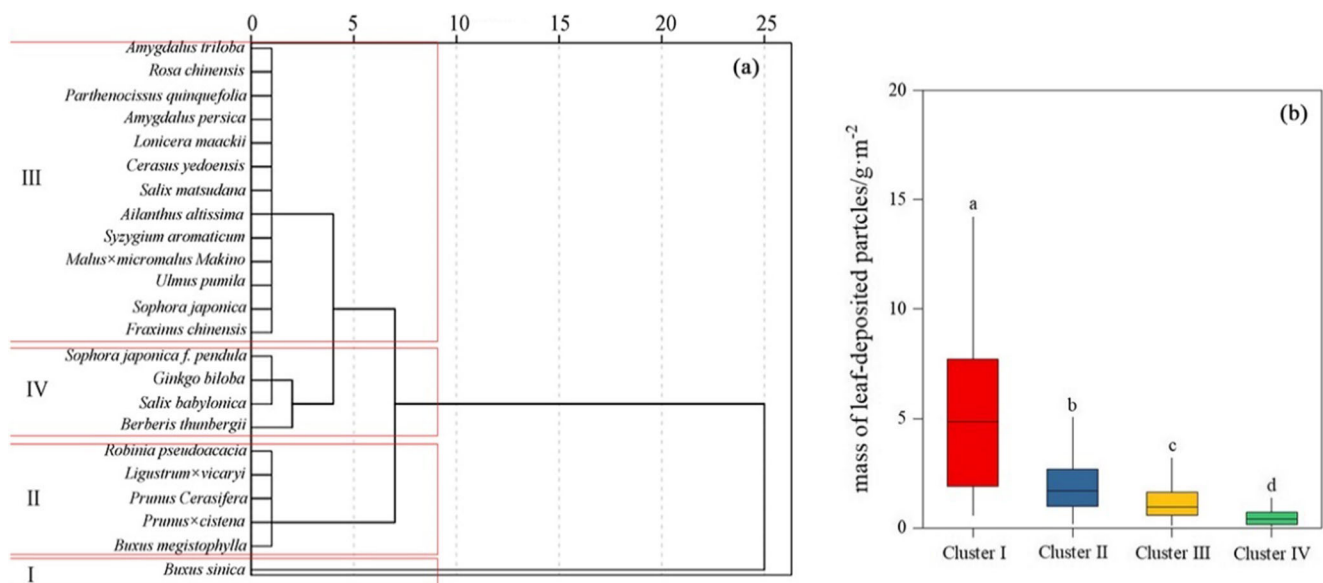 0 5 10 15 20 25
(a)
Amygdalus triloba
Rosa chinensis
Parthenocissus quinquefolia
Amygdalus persica
Lonicera maackii
Cerasus yedoensis
III
Salix matsudana
Ailanthus altissima
Syzygium aromaticum
Malus×micromalus Makino
Ulmus pumila
Sophora japonica
Fraxinus chinensis
Sophora japonica f. pendula
IV
Ginkgo biloba
Salix babylonica
Berberis thunbergii
Robinia pseudoacacia
Ligustrum×vicaryi
II
Prunus Cerasifera
Prunus×cistena
Buxus megistophylla
I
Buxus sinica
(b)
mass of leaf-deposited partcles/g·m-2
20
15
10
5
0
a
b
c
d
Cluster I Cluster II Cluster III Cluster IV